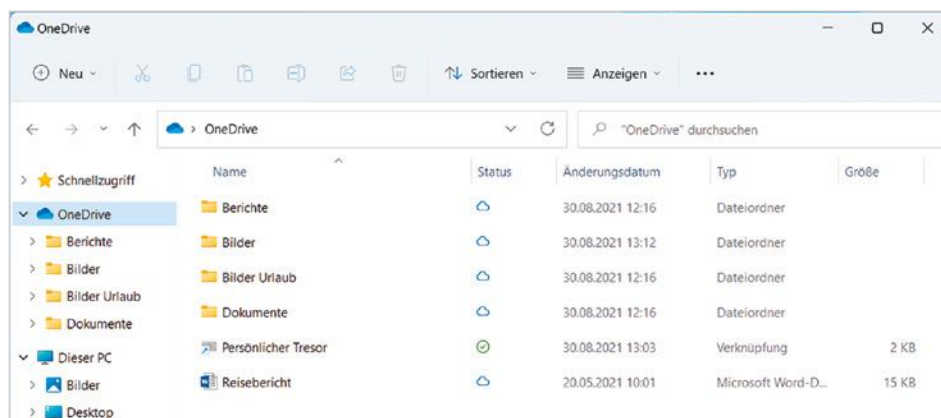 OneDrive
Neu
Sortieren
Anzeigen
OneDrive
"OneDrive" durchsuchen
Schnellzugriff
OneDrive
Berichte
Bilder
Bilder Urlaub
Dokumente
Dieser PC
Bilder
Desktop
Name Status Änderungsdatum Typ Größe
Berichte 30.08.2021 12:16 Dateiordner
Bilder 30.08.2021 13:12 Dateiordner
Bilder Urlaub 30.08.2021 12:16 Dateiordner
Dokumente 30.08.2021 12:16 Dateiordner
Persönlicher Tresor 30.08.2021 13:03 Verknüpfung 2 KB
Reisebericht 20.05.2021 10:01 Microsoft Word-D... 15 KB